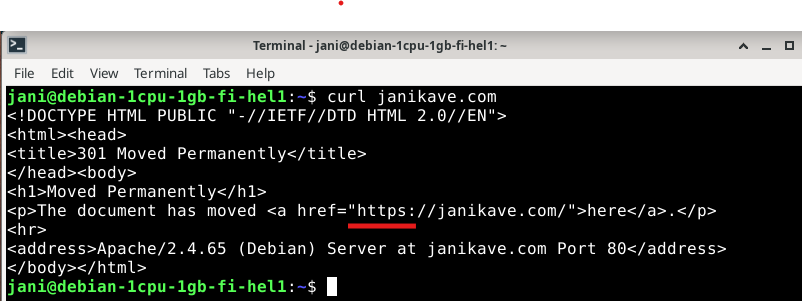 Terminal - jani@debian-1cpu-1gb-fi-hel1: ~
File Edit View Terminal Tabs Help
jani@debian-1cpu-1gb-fi-hel1:~$ curl janikave.com
<!DOCTYPE HTML PUBLIC "-//IETF//DTD HTML 2.0//EN">
<html><head>
<title>301 Moved Permanently</title>
</head><body>
<h1>Moved Permanently</h1>
<p>The document has moved <a href="https://janikave.com/">here</a>.</p>
<hr>
<address>Apache/2.4.65 (Debian) Server at janikave.com Port 80</address>
</body></html>
jani@debian-1cpu-1gb-fi-hel1:~$